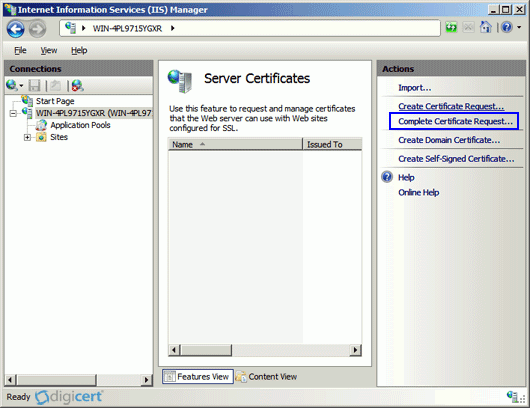 Internet Information Services (IIS) Manager
WIN-4PL9715YGXR
File View Help
Connections
Start Page
WIN-4PL9715YGXR (WIN-4PL97
Application Pools
Sites
Server Certificates
Use this feature to request and manage certificates
that the Web server can use with Web sites
configured for SSL.
Name Issued To
Features View Content View
Actions
Import...
Create Certificate Request...
Complete Certificate Request...
Create Domain Certificate...
Create Self-Signed Certificate...
Help
Online Help
Ready digicert